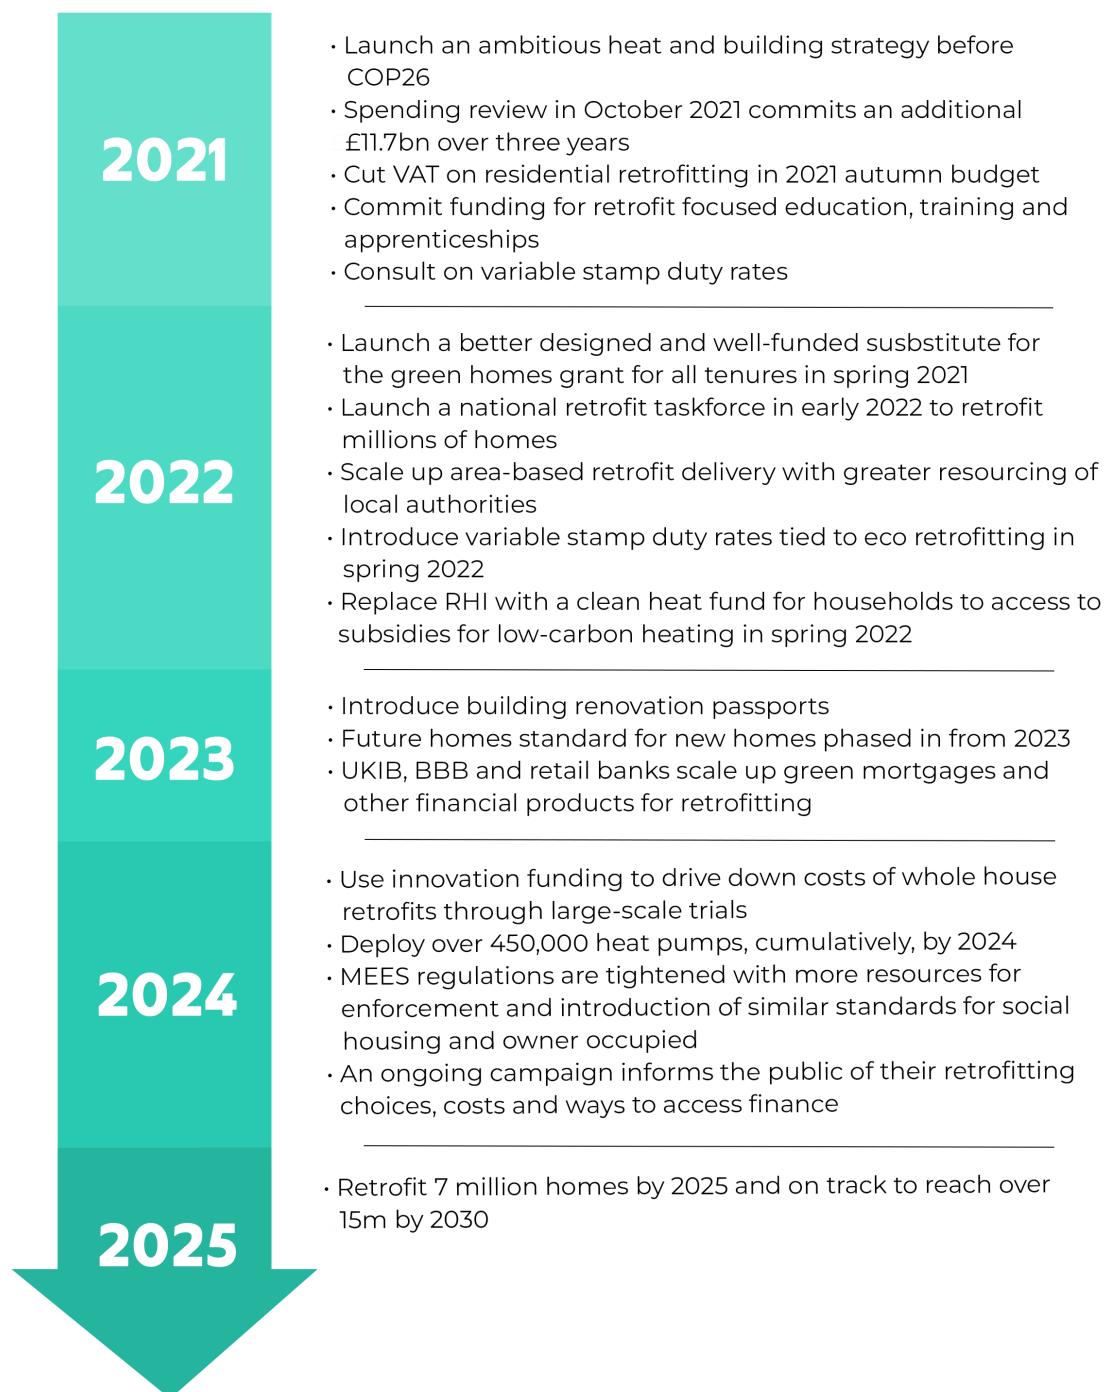 2021
• Launch an ambitious heat and building strategy before
COP26
• Spending review in October 2021 commits an additional
£11.7bn over three years
• Cut VAT on residential retrofitting in 2021 autumn budget
• Commit funding for retrofit focused education, training and
apprenticeships
• Consult on variable stamp duty rates
2022
• Launch a better designed and well-funded susbstitute for
the green homes grant for all tenures in spring 2021
• Launch a national retrofit taskforce in early 2022 to retrofit
millions of homes
• Scale up area-based retrofit delivery with greater resourcing of
local authorities
• Introduce variable stamp duty rates tied to eco retrofitting in
spring 2022
• Replace RHI with a clean heat fund for households to access to
subsidies for low-carbon heating in spring 2022
2023
• Introduce building renovation passports
• Future homes standard for new homes phased in from 2023
• UKIB, BBB and retail banks scale up green mortgages and
other financial products for retrofitting
2024
• Use innovation funding to drive down costs of whole house
retrofits through large-scale trials
• Deploy over 450,000 heat pumps, cumulatively, by 2024
• MEES regulations are tightened with more resources for
enforcement and introduction of similar standards for social
housing and owner occupied
• An ongoing campaign informs the public of their retrofitting
choices, costs and ways to access finance
2025
• Retrofit 7 million homes by 2025 and on track to reach over
15m by 2030